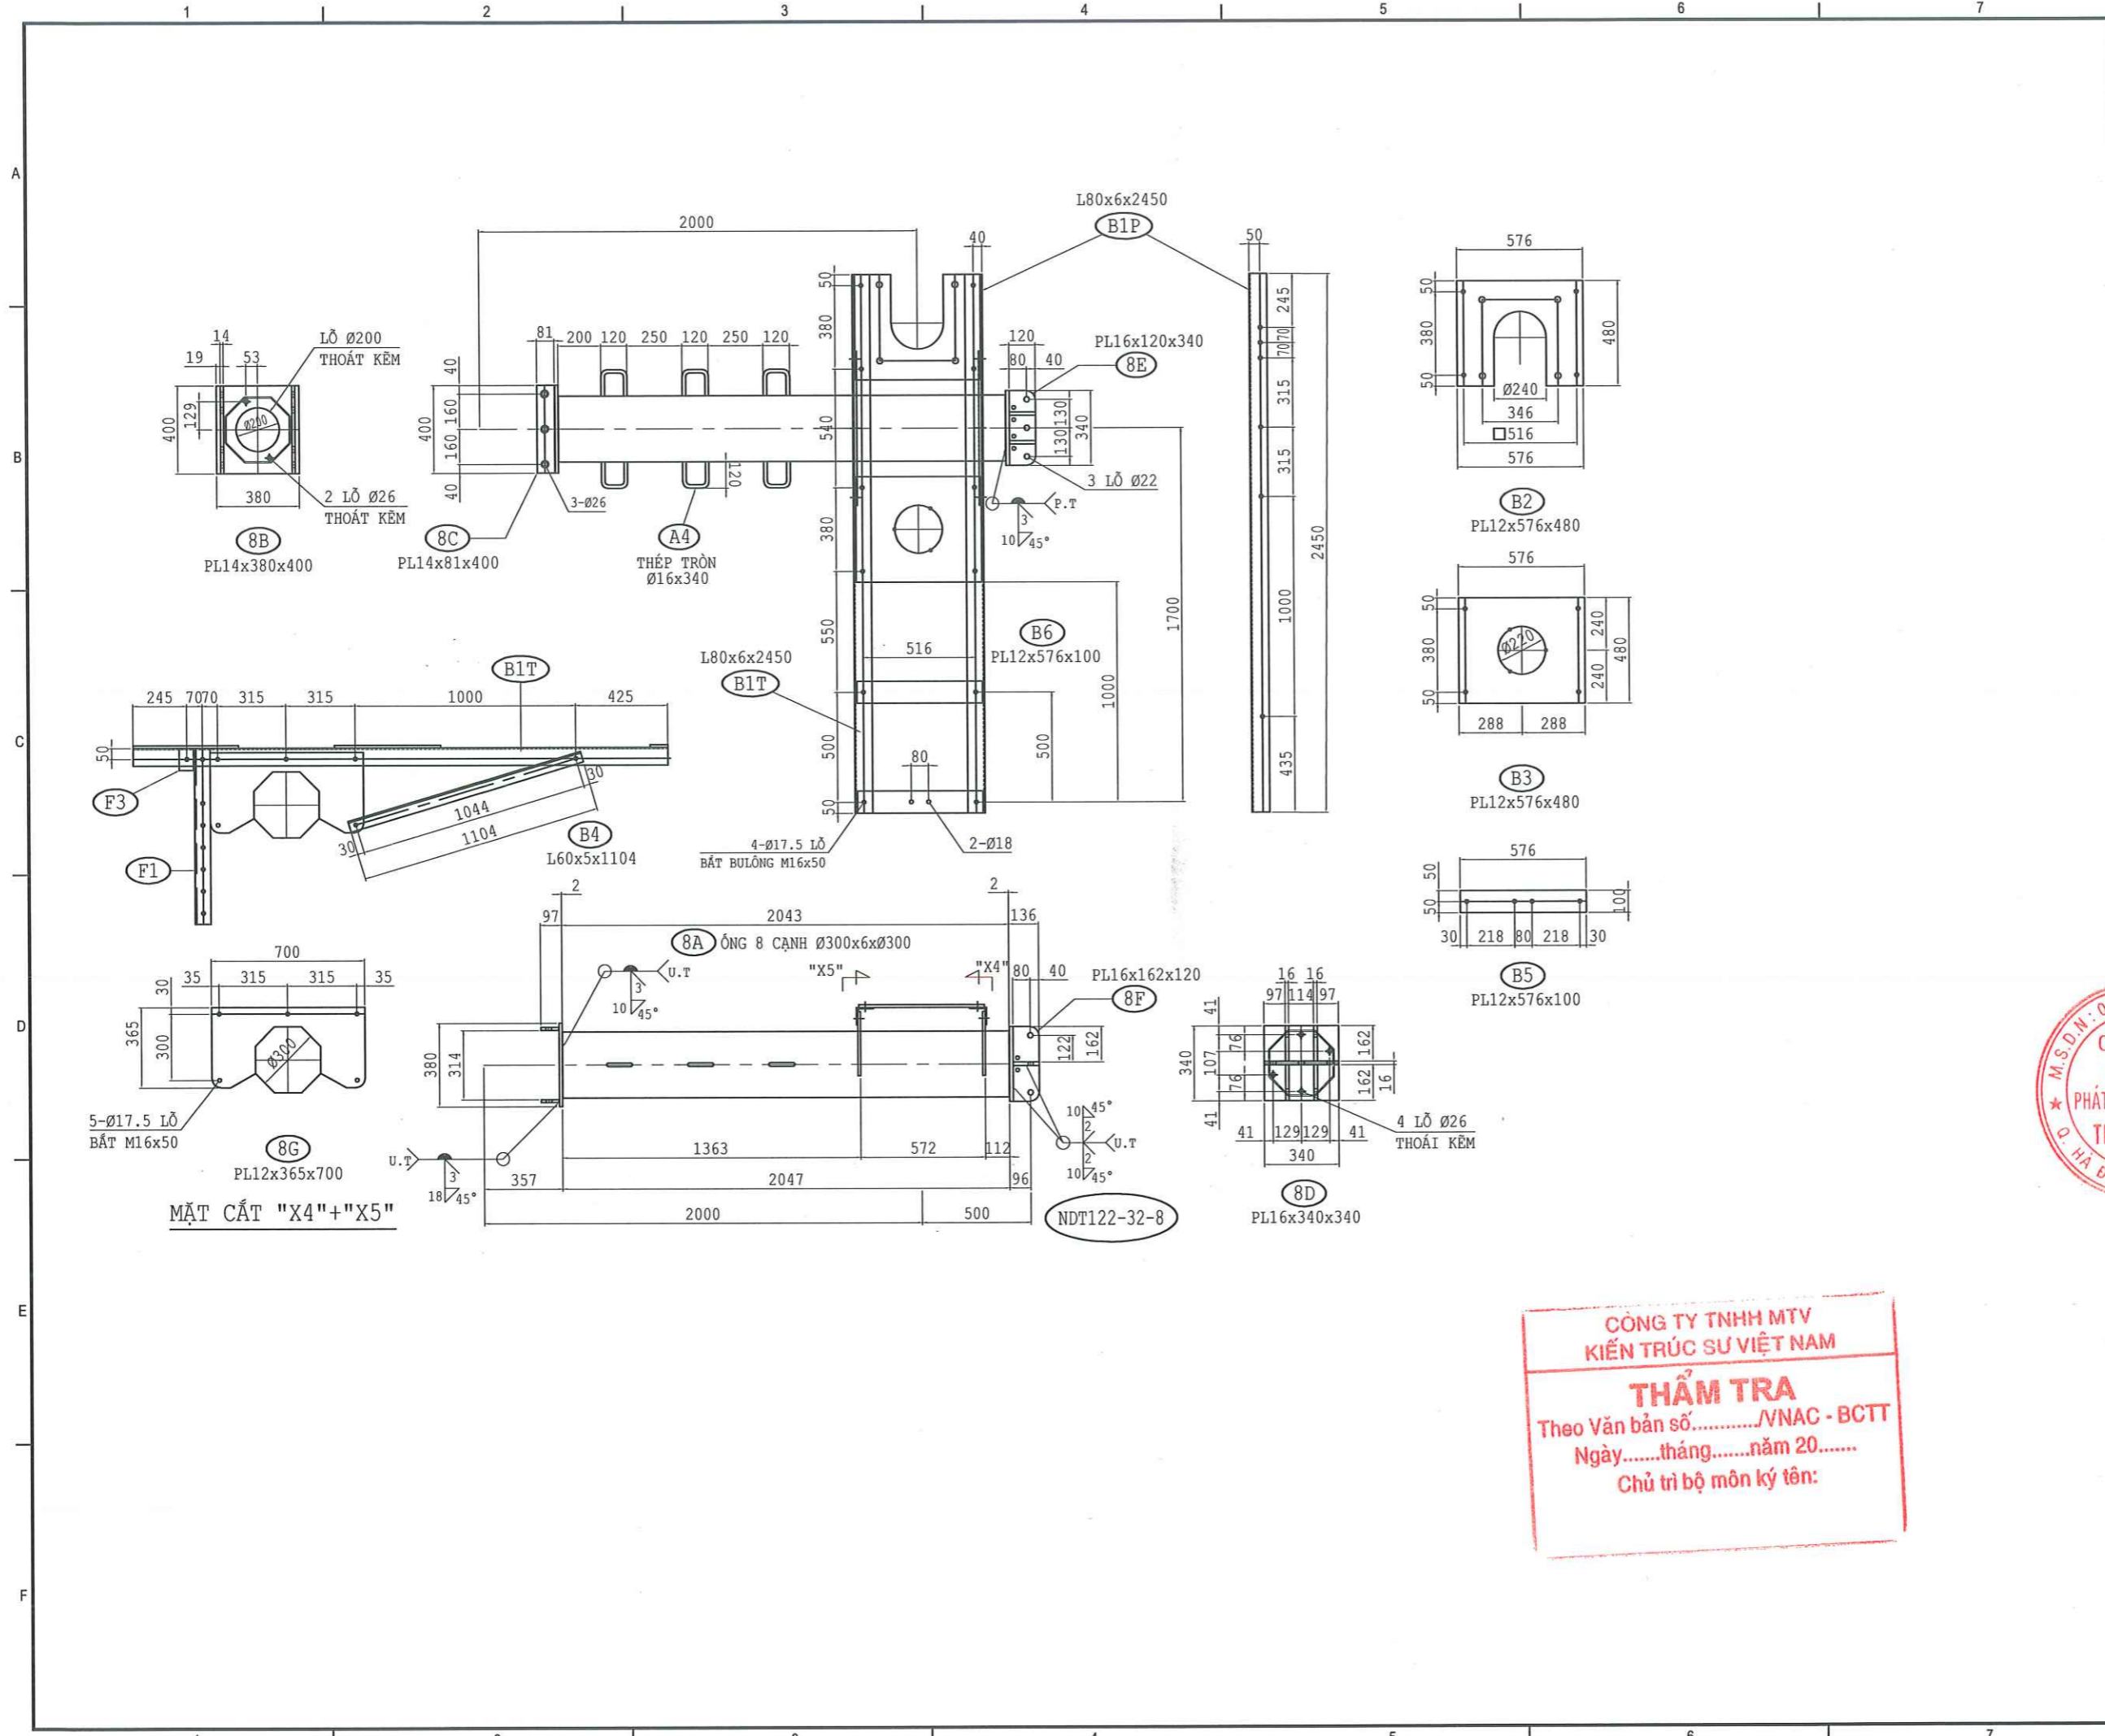 1 2 3 4 5 6 7
A
B
C
D
E
F
L80x6x2450
B1P
2000
40
50
380
540
380
550
500
50
81 200 120 250 120 250 120
40
160
160
40
400
3-Ø26
8C
PL14x81x400
120
A4
THÉP TRÒN
Ø16x340
14
19 53
LỖ Ø200
THOÁT KẼM
400
129
Ø200
380
2 LỖ Ø26
THOÁT KẼM
8B
PL14x380x400
120
80 40
PL16x120x340
8E
130 130
340
3 LỖ Ø22
P.T
3
10 45°
516
B6
PL12x576x100
L80x6x2450
B1T
80
500
1000
1700
4-Ø17.5 LỖ
BẮT BULÔNG M16x50
2-Ø18
50
245
70 70
315
315
1000
435
2450
576
50
380
50
480
Ø240
346
□516
576
B2
PL12x576x480
576
50
380
50
Ø220
240
240
480
288 288
B3
PL12x576x480
576
50
50
100
30 218 80 218 30
B5
PL12x576x100
B1T
245 70 70 315 315 1000 425
50
F3
F1
30
1044
1104
30
B4
L60x5x1104
700
35 315 315 35
30
300
365
Ø300
5-Ø17.5 LỖ
BẮT M16x50
8G
PL12x365x700
MẶT CẮT "X4"+"X5"
2 2
97 2043 136
8A ỐNG 8 CẠNH Ø300x6xØ300
U.T
3
10 45°
"X5" "X4"
80 40
PL16x162x120
8F
380
314
122
162
1363 572 112
357 2047 96
2000 500
U.T
3
18 45°
10 45°
2
U.T
2
10 45°
NDT122-32-8
16 16
97 114 97
41
76
107
76
41
340
162
162
16
41 129 129 41
340
4 LỖ Ø26
THOÁI KẼM
8D
PL16x340x340
CÔNG TY TNHH MTV
KIẾN TRÚC SƯ VIỆT NAM
THẨM TRA
Theo Văn bản số.........../VNAC - BCTT
Ngày.......tháng.......năm 20.......
Chủ trì bộ môn ký tên:
M.S.D.N: 0
PHÁT
Q. HÀ